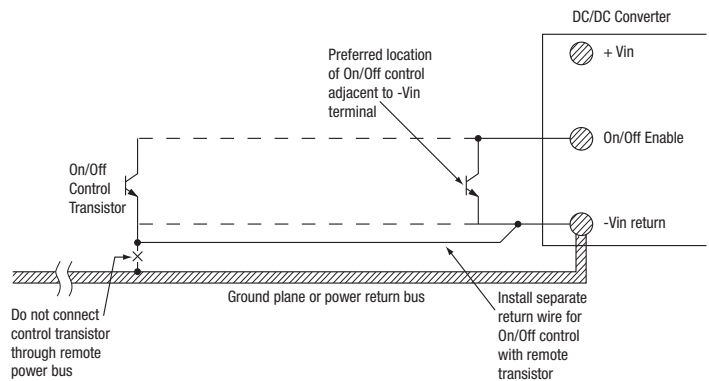 DC/DC Converter
+ Vin
Preferred location
of On/Off control
adjacent to -Vin
terminal
On/Off Enable
On/Off
Control
Transistor
-Vin return
Ground plane or power return bus
Do not connect
control transistor
through remote
power bus
Install separate
return wire for
On/Off control
with remote
transistor